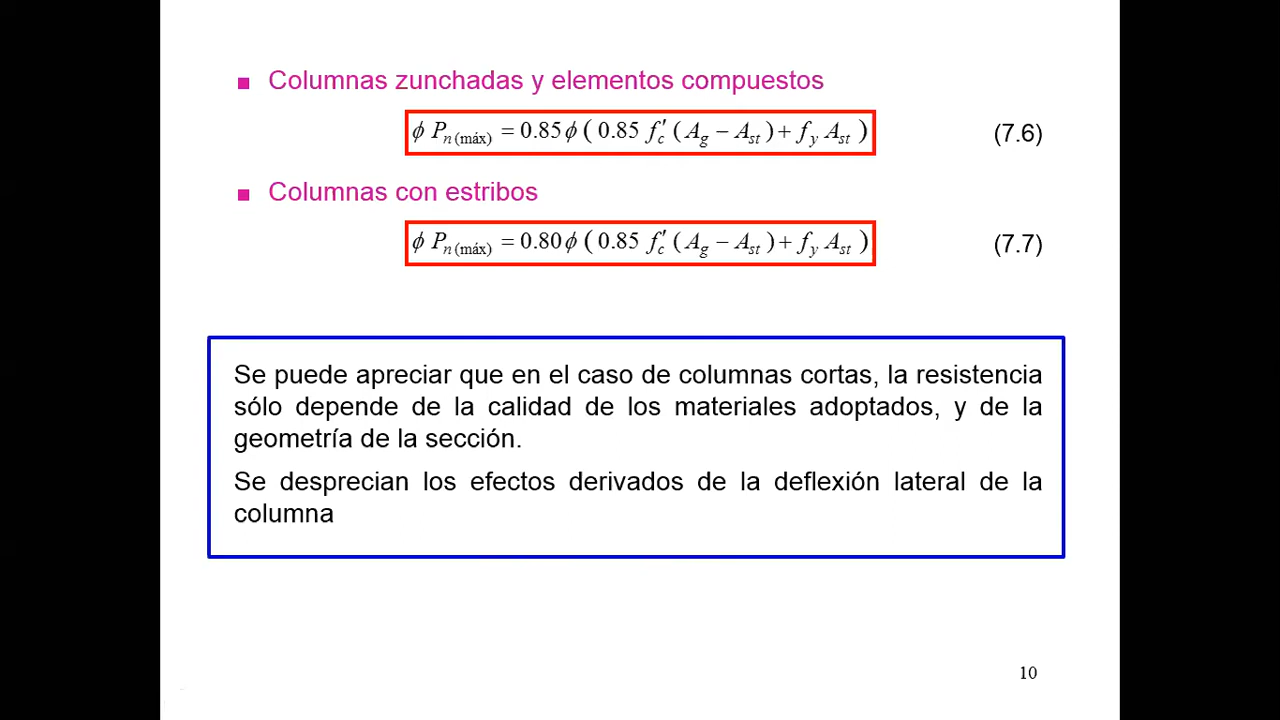 ■ Columnas zunchadas y elementos compuestos
ϕ Pn(máx) = 0.85ϕ ( 0.85 f′c ( Ag − Ast ) + fy Ast ) (7.6)
■ Columnas con estribos
ϕ Pn(máx) = 0.80ϕ ( 0.85 f′c ( Ag − Ast ) + fy Ast ) (7.7)
Se puede apreciar que en el caso de columnas cortas, la resistencia
sólo depende de la calidad de los materiales adoptados, y de la
geometría de la sección.
Se desprecian los efectos derivados de la deflexión lateral de la
columna
10